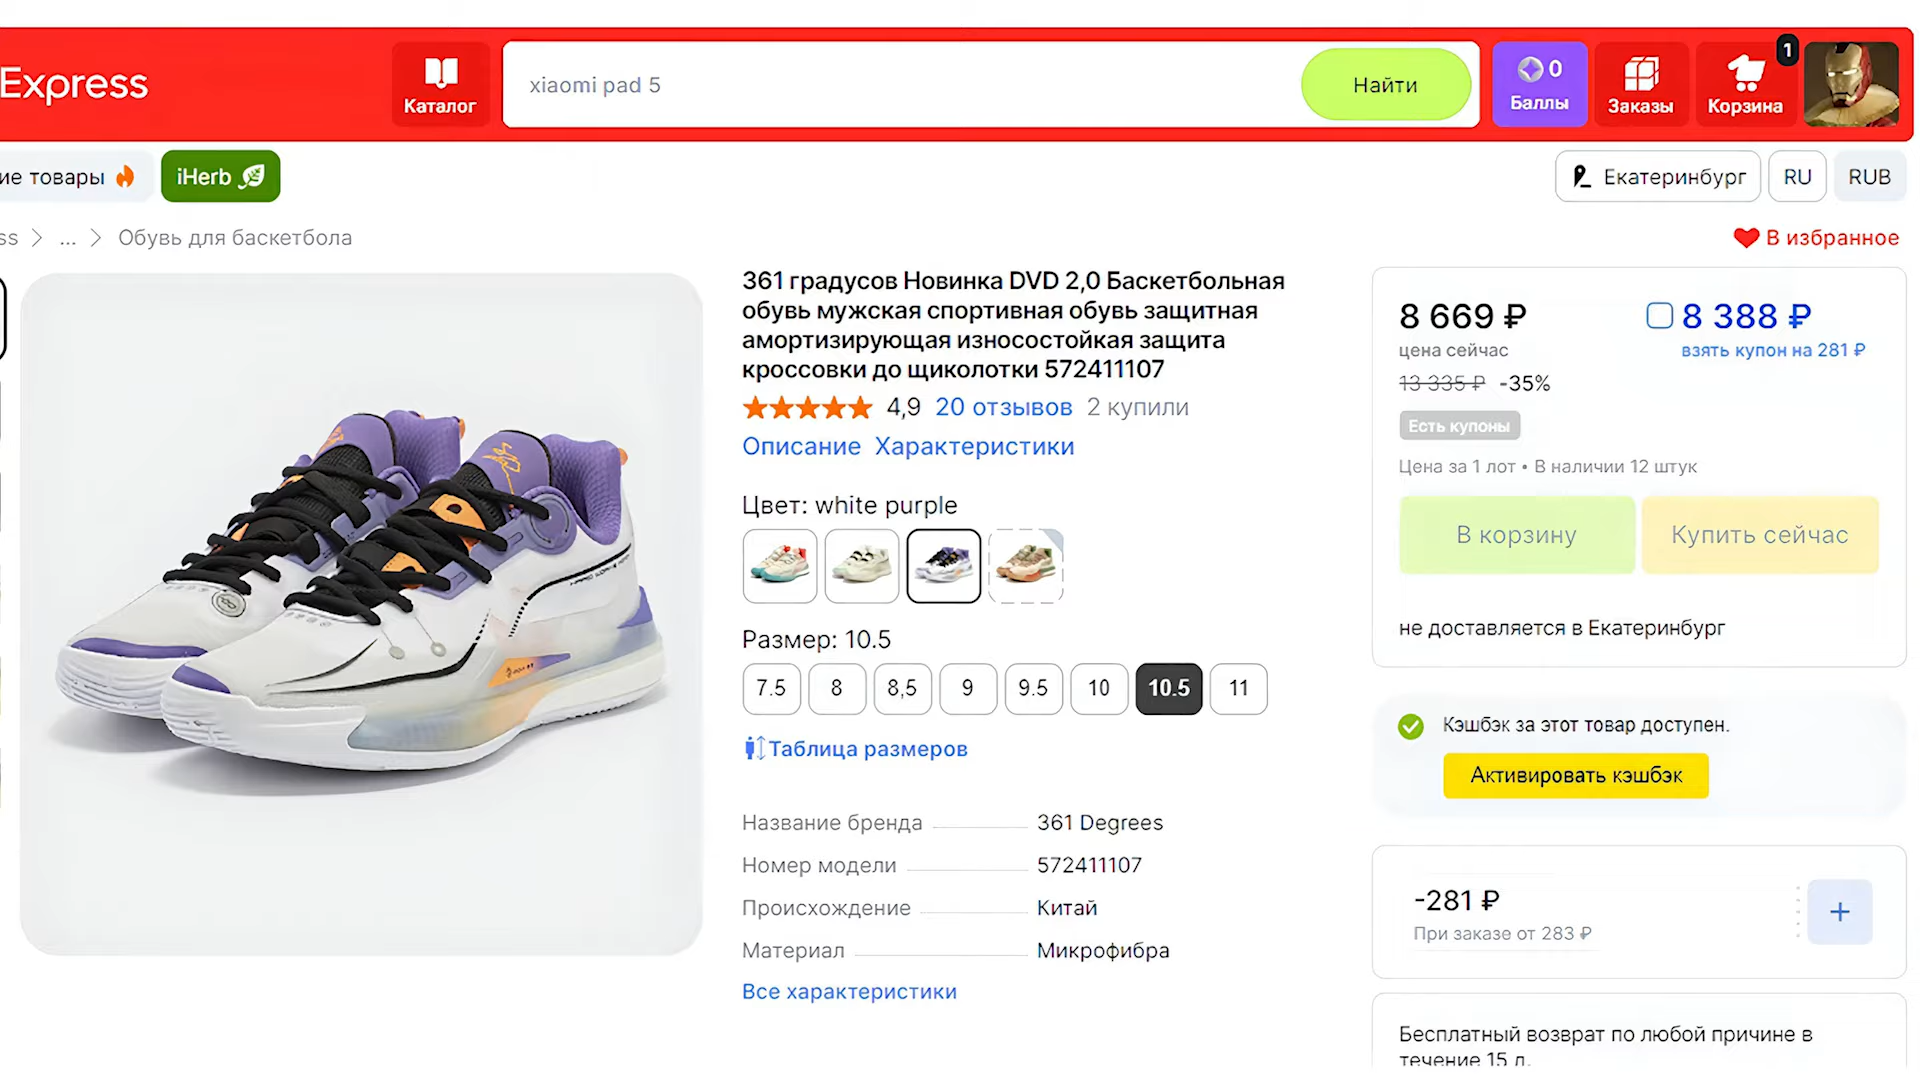 Express
Каталог
xiaomi pad 5
Найти
0
Баллы
Заказы
1
Корзина
ие товары
iHerb
Екатеринбург
RU
RUB
ss > ... > Обувь для баскетбола
В избранное
361 градусов Новинка DVD 2,0 Баскетбольная
обувь мужская спортивная обувь защитная
амортизирующая износостойкая защита
кроссовки до щиколотки 572411107
4,9 20 отзывов 2 купили
Описание Характеристики
Цвет: white purple
Размер: 10.5
7.5 8 8,5 9 9.5 10 10.5 11
Таблица размеров
Название бренда 361 Degrees
Номер модели 572411107
Происхождение Китай
Материал Микрофибра
Все характеристики
8 669 ₽
цена сейчас
13 335 ₽ -35%
8 388 ₽
взять купон на 281 ₽
Есть купоны
Цена за 1 лот • В наличии 12 штук
В корзину
Купить сейчас
не доставляется в Екатеринбург
Кэшбэк за этот товар доступен.
Активировать кэшбэк
-281 ₽
При заказе от 283 ₽
+
Бесплатный возврат по любой причине в
течение 15 д.